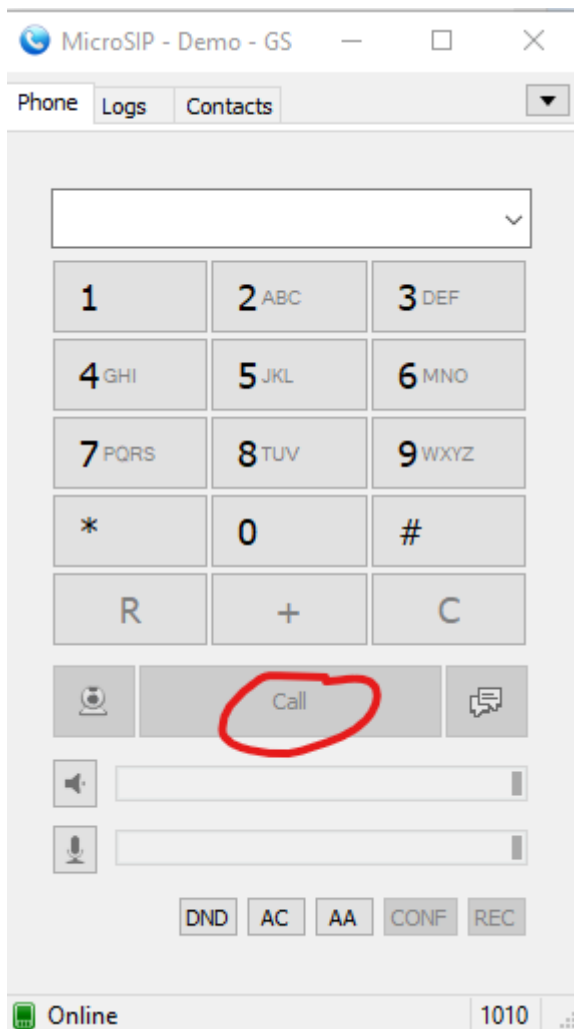 MicroSIP - Demo - GS
Phone Logs Contacts
1 2 ABC 3 DEF
4 GHI 5 JKL 6 MNO
7 PQRS 8 TUV 9 WXYZ
* 0 #
R + C
Call
DND AC AA CONF REC
Online 1010